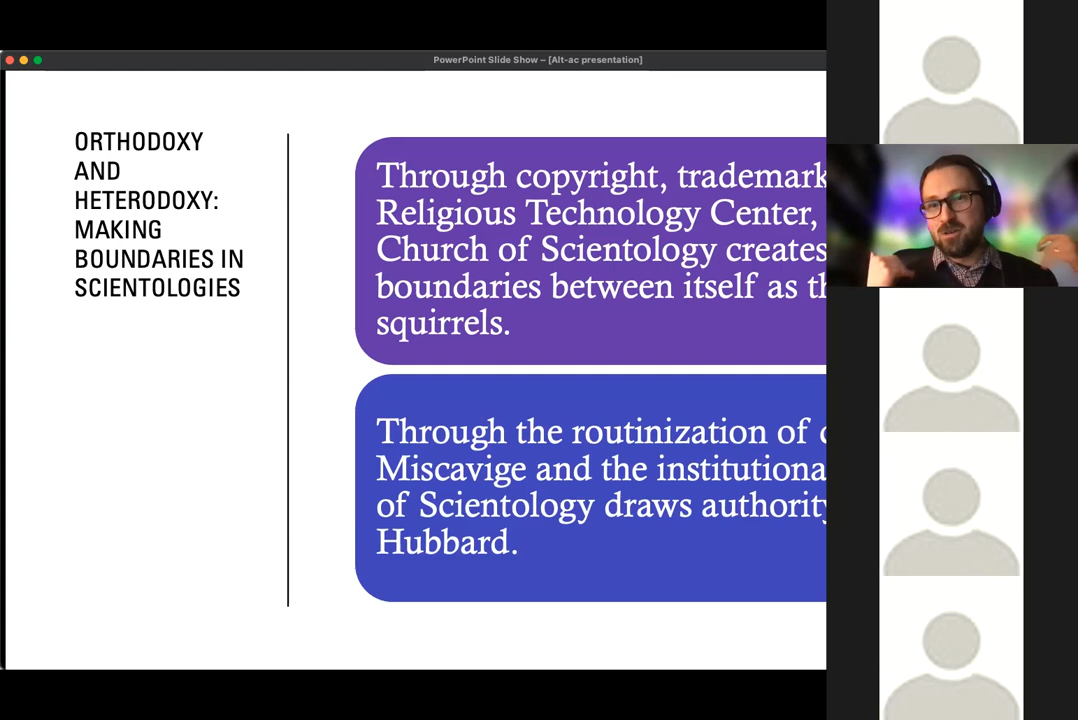 PowerPoint Slide Show – [Alt-ac presentation]
ORTHODOXY
AND
HETERODOXY:
MAKING
BOUNDARIES IN
SCIENTOLOGIES
Through copyright, trademark
Religious Technology Center,
Church of Scientology creates
boundaries between itself as
squirrels.
Through the routinization of
Miscavige and the
of Scientology draws authority
Hubbard.